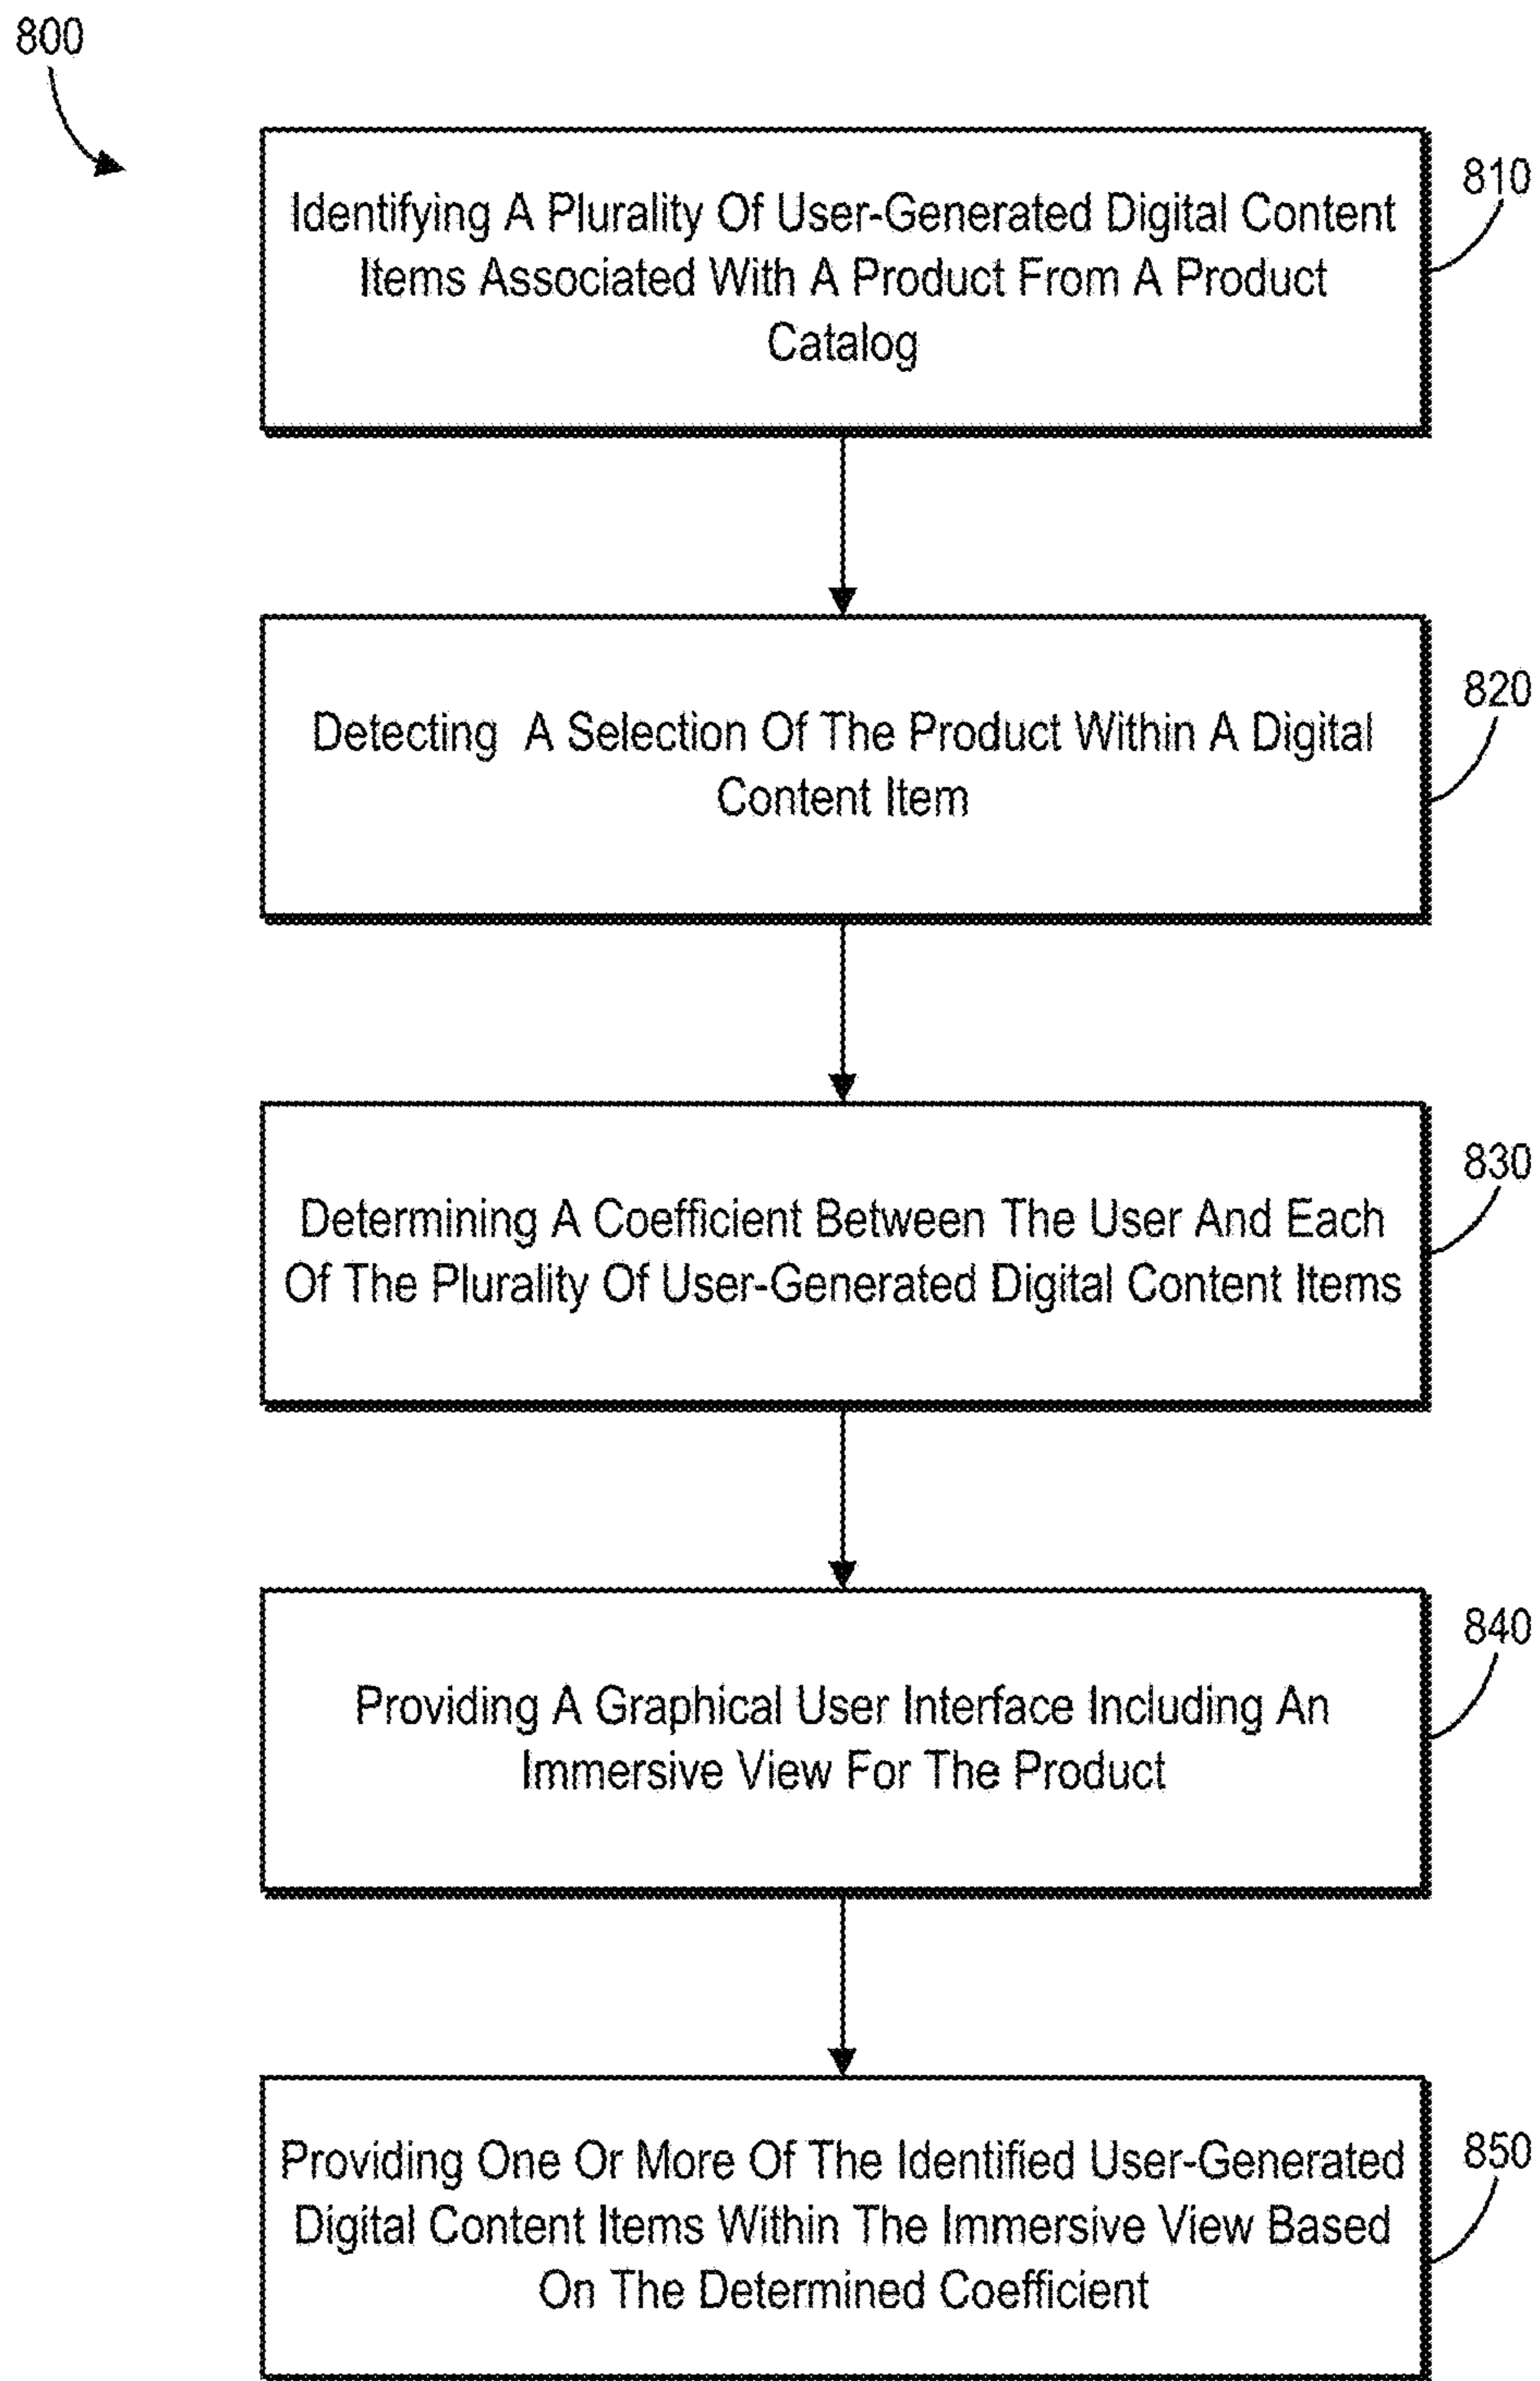 800
Identifying A Plurality Of User-Generated Digital Content
Items Associated With A Product From A Product
Catalog
810
Detecting A Selection Of The Product Within A Digital
Content Item
820
Determining A Coefficient Between The User And Each
Of The Plurality Of User-Generated Digital Content Items
830
Providing A Graphical User Interface Including An
Immersive View For The Product
840
Providing One Or More Of The Identified User-Generated
Digital Content Items Within The Immersive View Based
On The Determined Coefficient
850